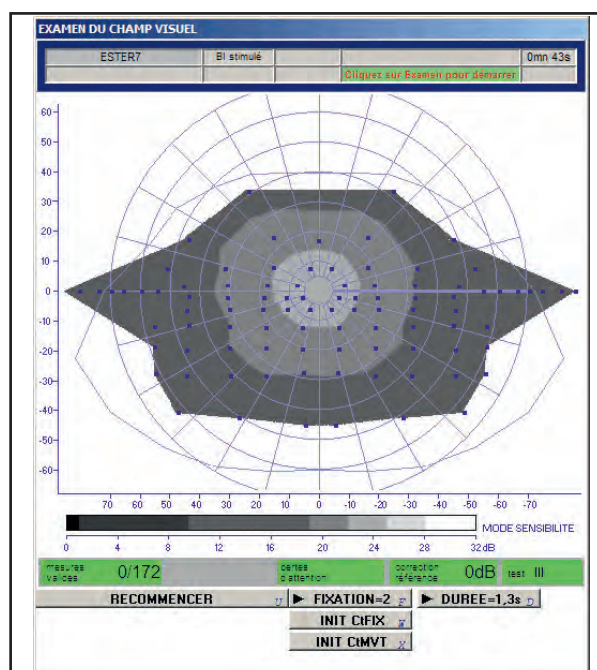 EXAMEN DU CHAMP VISUEL
ESTER7 BI stimulé 0mn 43s
Cliquez sur Examen pour démarrer
60
50
40
30
20
10
0
-10
-20
-30
-40
-50
-60
70 60 50 40 30 20 10 0 -10 -20 -30 -40 -50 -60 -70
MODE SENSIBILITE
0 4 8 12 16 20 24 28 32dB
mesures valides 0/172 pertes d'attention correction référence 0dB test III
RECOMMENCER U ▶ FIXATION=2 F ▶ DUREE=1,3s D
INIT CtFIX
INIT CtMVT X